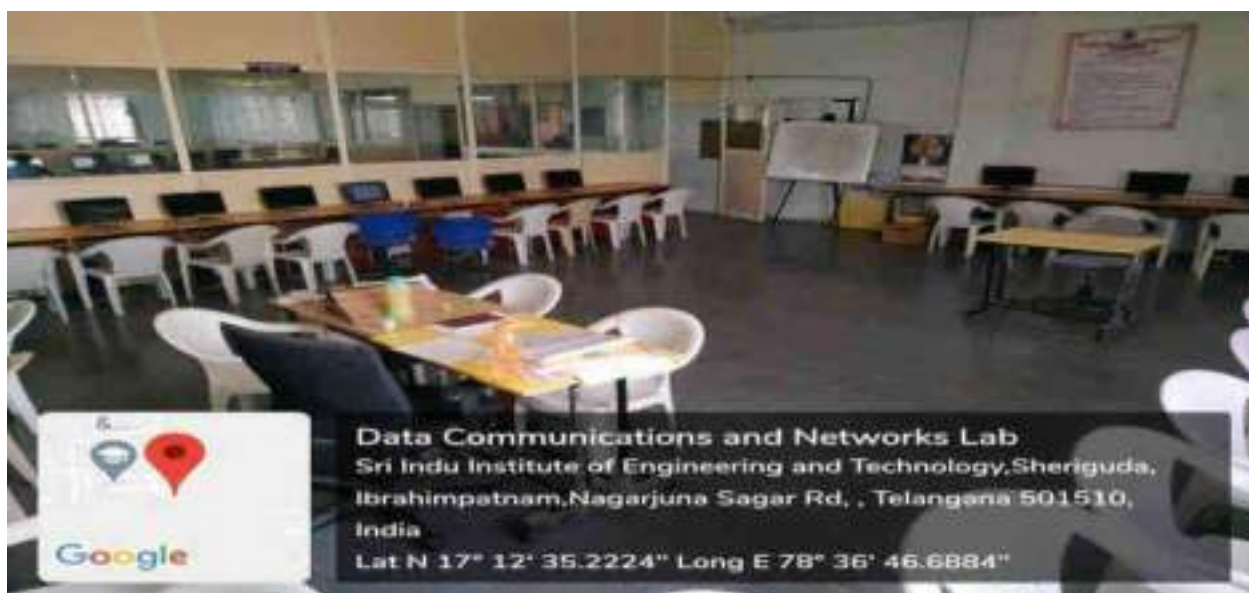 &
Data Communications and Networks Lab
Sri Indu Institute of Engineering and Technology,Sheriguda,
Ibrahimpatnam,Nagarjuna Sagar Rd, , Telangana 501510,
India
Lat N 17° 12' 35.2224" Long E 78° 36' 46.6884"
Google